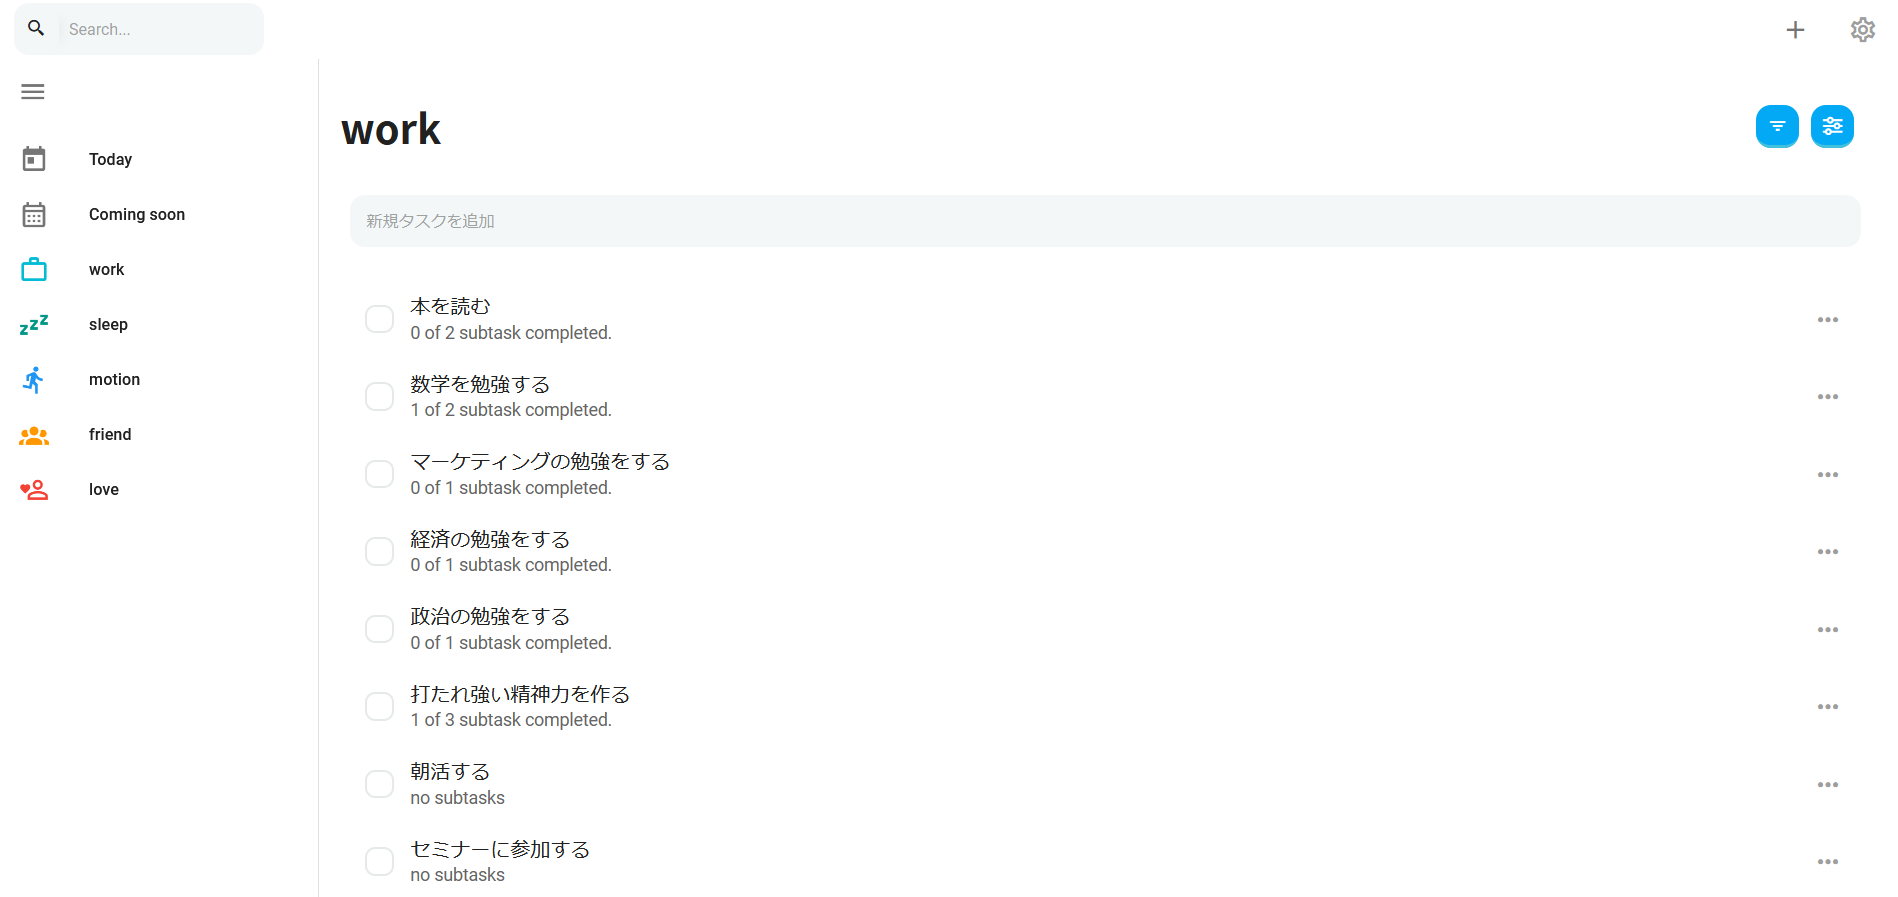 Search...
Today
Coming soon
work
sleep
motion
friend
love
work
新規タスクを追加
本を読む
0 of 2 subtask completed.
数学を勉強する
1 of 2 subtask completed.
マーケティングの勉強をする
0 of 1 subtask completed.
経済の勉強をする
0 of 1 subtask completed.
政治の勉強をする
0 of 1 subtask completed.
打たれ強い精神力を作る
1 of 3 subtask completed.
朝活する
no subtasks
セミナーに参加する
no subtasks